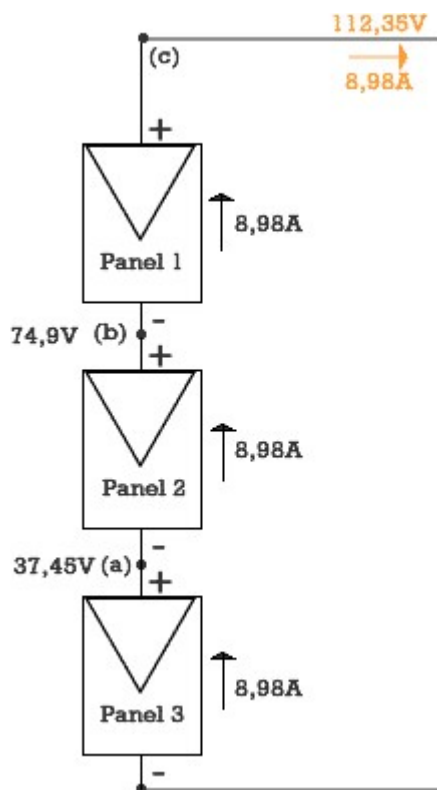 112,35V
8,98A
(c)
+
Panel 1
8,98A
-
74,9V (b)
+
Panel 2
8,98A
-
37,45V (a)
+
Panel 3
8,98A
-